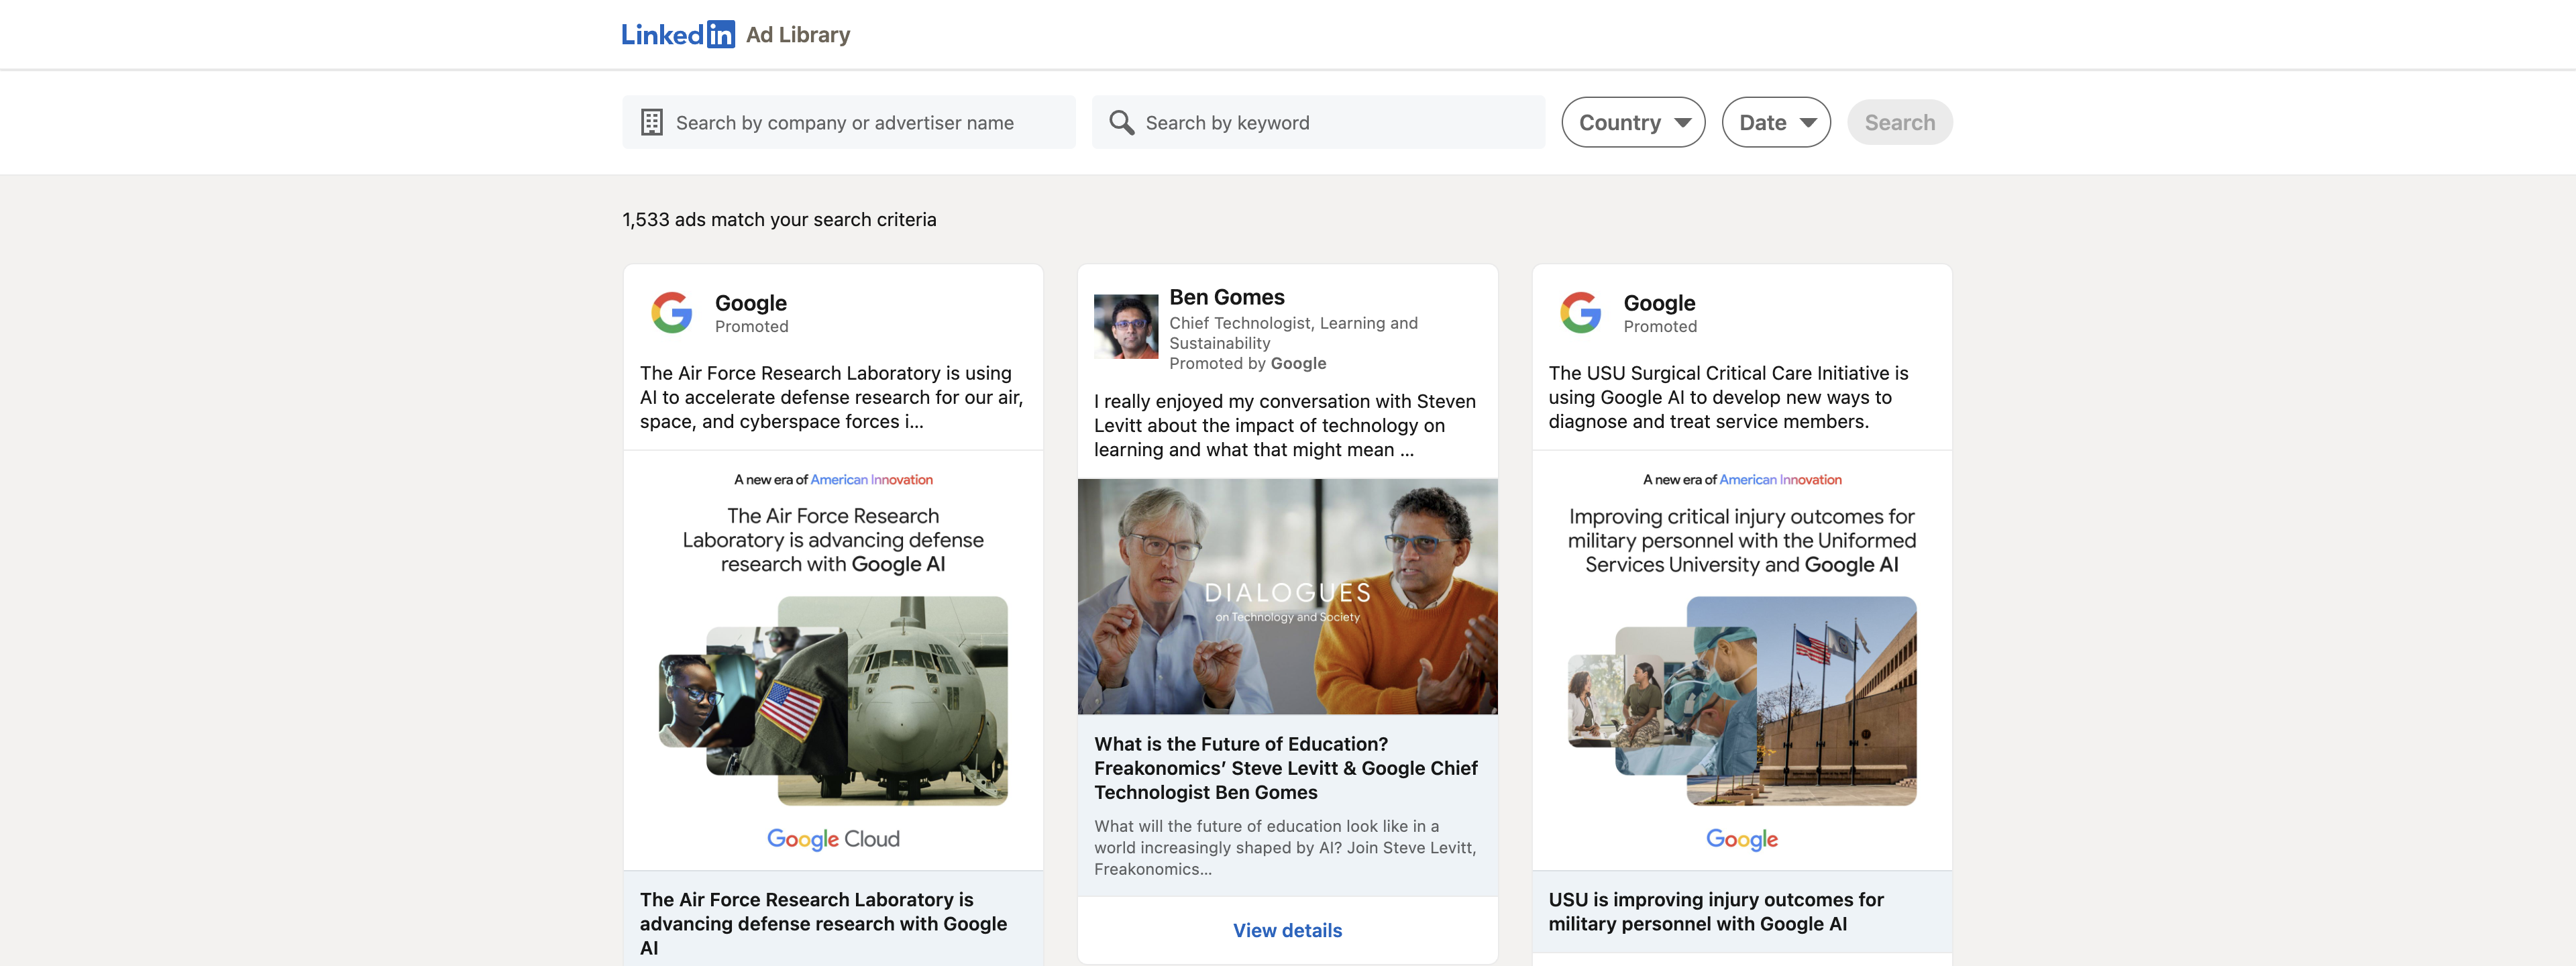 Linkedin Ad Library
Search by company or advertiser name
Search by keyword
Country
Date
Search
1,533 ads match your search criteria
Google
Promoted
The Air Force Research Laboratory is using
AI to accelerate defense research for our air,
space, and cyberspace forces i...
A new era of American Innovation
The Air Force Research
Laboratory is advancing defense
research with Google AI
Google Cloud
The Air Force Research Laboratory is
advancing defense research with Google
AI
Ben Gomes
Chief Technologist, Learning and
Sustainability
Promoted by Google
I really enjoyed my conversation with Steven
Levitt about the impact of technology on
learning and what that might mean ...
DIALOGUES
on Technology and Society
What is the Future of Education?
Freakonomics’ Steve Levitt & Google Chief
Technologist Ben Gomes
What will the future of education look like in a
world increasingly shaped by AI? Join Steve Levitt,
Freakonomics...
View details
Google
Promoted
The USU Surgical Critical Care Initiative is
using Google AI to develop new ways to
diagnose and treat service members.
A new era of American Innovation
Improving critical injury outcomes for
military personnel with the Uniformed
Services University and Google AI
Google
USU is improving injury outcomes for
military personnel with Google AI